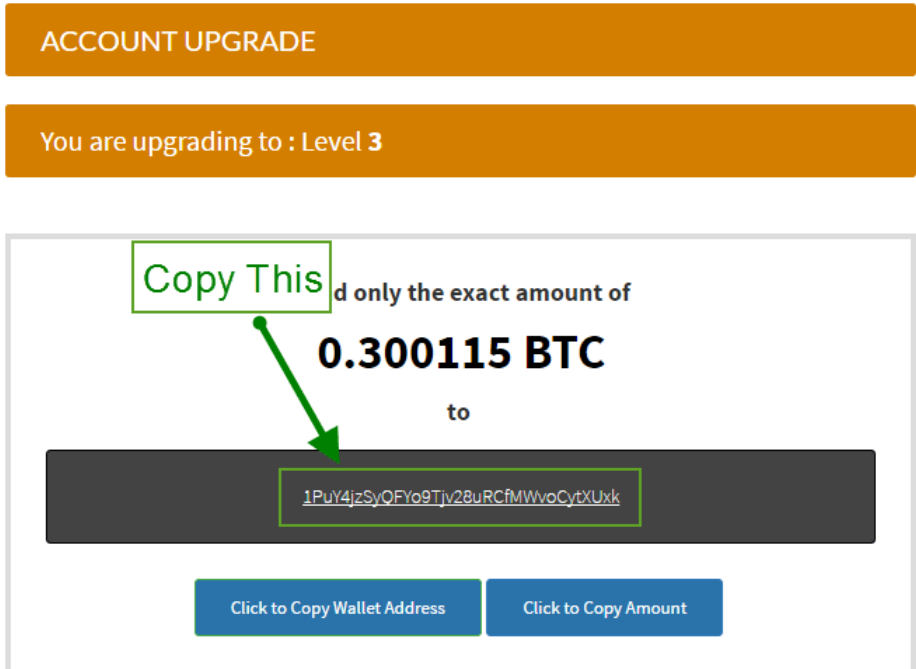 ACCOUNT UPGRADE
You are upgrading to : Level 3
Copy This
d only the exact amount of
0.300115 BTC
to
1PuY4jzSyQFYo9Tjv28uRCfMWvoCytXUxk
Click to Copy Wallet Address
Click to Copy Amount